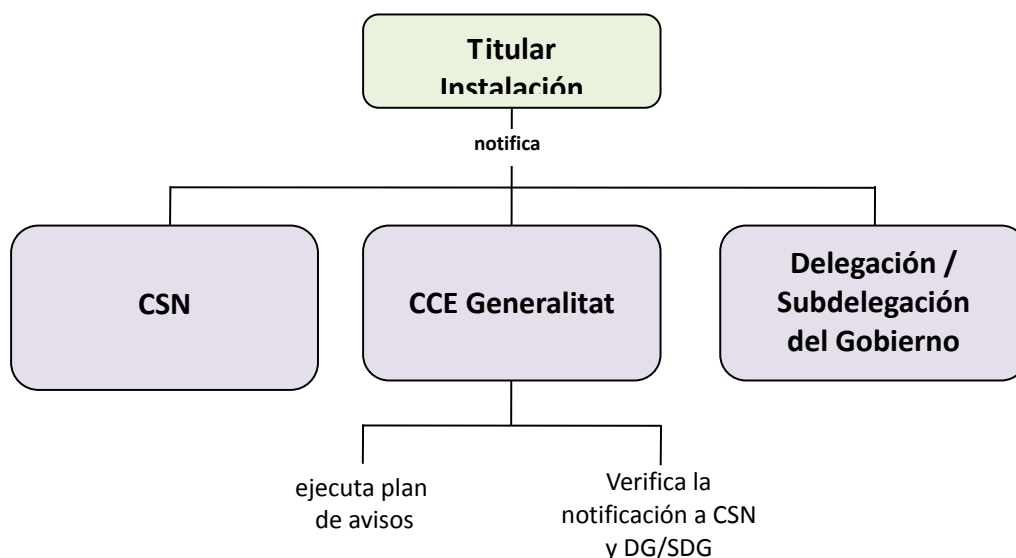 Titular
Instalación
notifica
CSN
CCE Generalitat
Delegación /
Subdelegación
del Gobierno
ejecuta plan
de avisos
Verifica la
notificación a CSN
y DG/SDG